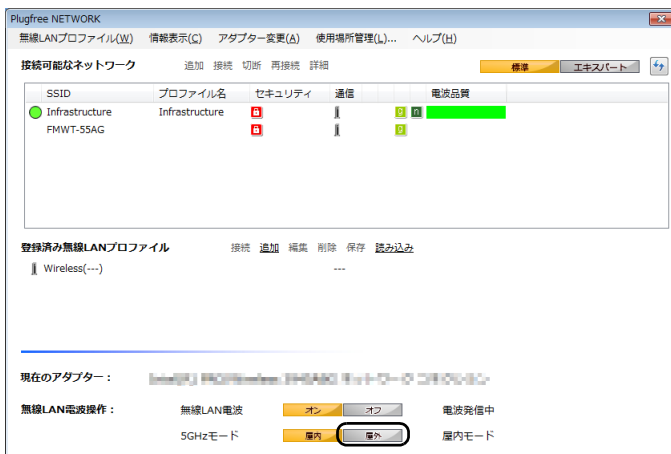 Plugfree NETWORK
無線LANプロファイル(W) 情報表示(C) アダプター変更(A) 使用場所管理(L)... ヘルプ(H)
接続可能なネットワーク 追加 接続 切断 再接続 詳細 標準 エキスパート
SSID プロファイル名 セキュリティ 通信 電波品質
Infrastructure Infrastructure g n
FMWT-55AG g
登録済み無線LANプロファイル 接続 追加 編集 削除 保存 読み込み
Wireless(---) ---
現在のアダプター：
無線LAN電波操作： 無線LAN電波 オン オフ 電波発信中
5GHzモード 屋内 屋外 屋内モード